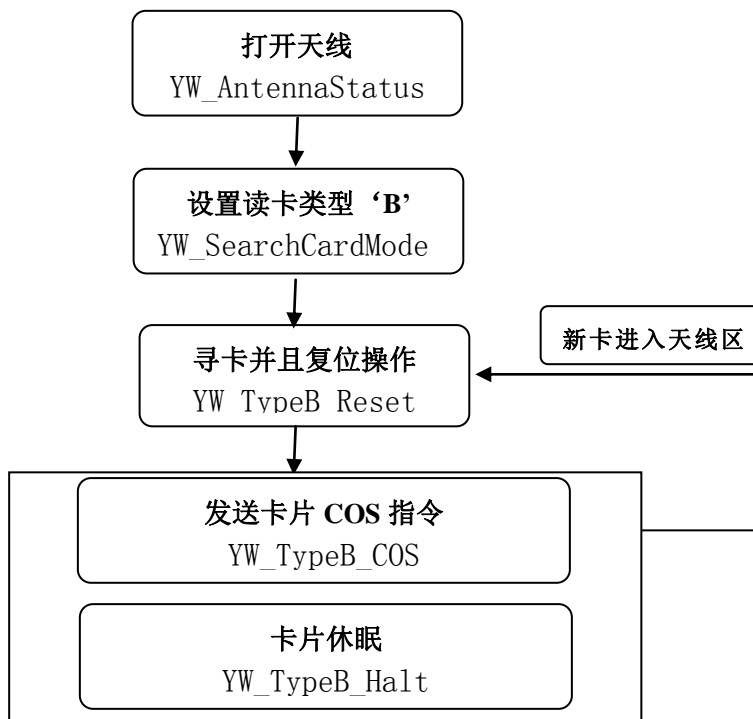 打开天线
YW_AntennaStatus
设置读卡类型‘B’
YW_SearchCardMode
新卡进入天线区
寻卡并且复位操作
YW_TypeB_Reset
发送卡片 COS 指令
YW_TypeB_COS
卡片休眠
YW_TypeB_Halt